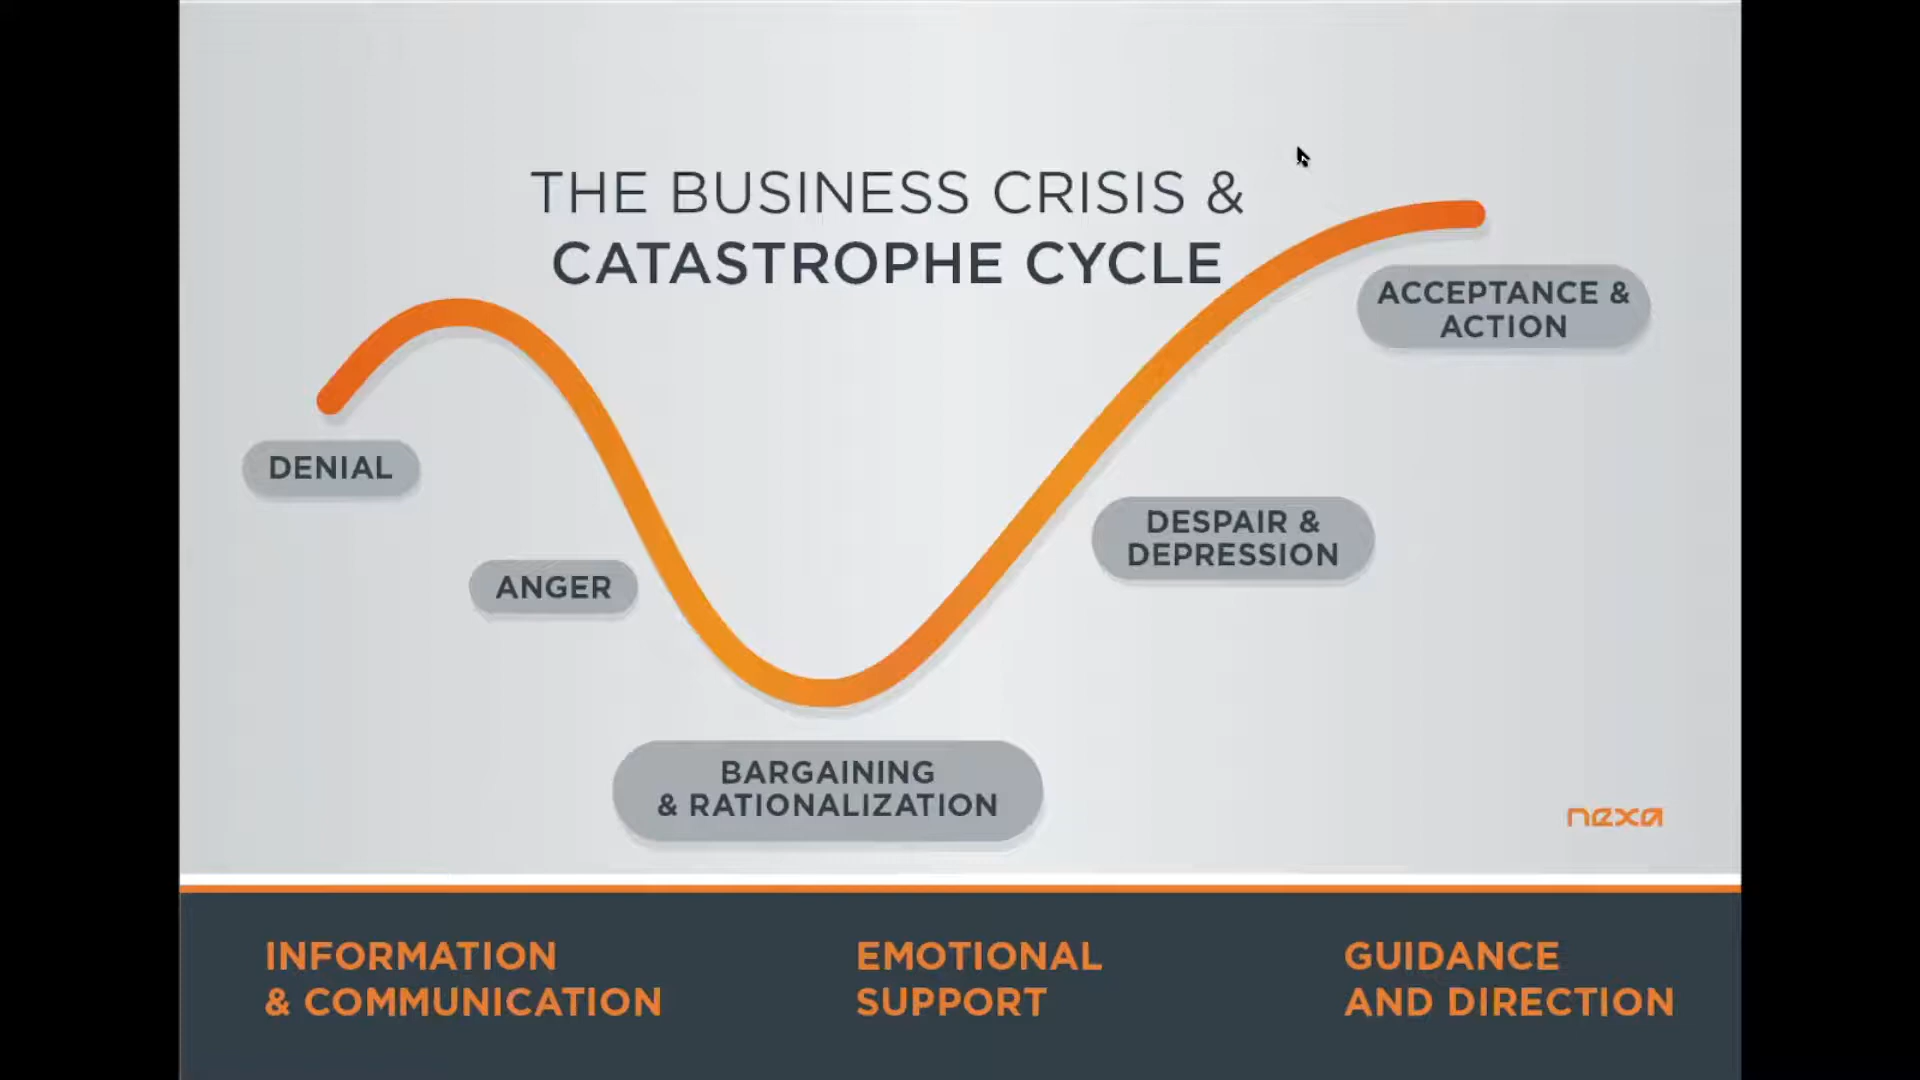 THE BUSINESS CRISIS &
CATASTROPHE CYCLE
DENIAL
ANGER
BARGAINING
& RATIONALIZATION
DESPAIR &
DEPRESSION
ACCEPTANCE &
ACTION
nexa
INFORMATION
& COMMUNICATION
EMOTIONAL
SUPPORT
GUIDANCE
AND DIRECTION